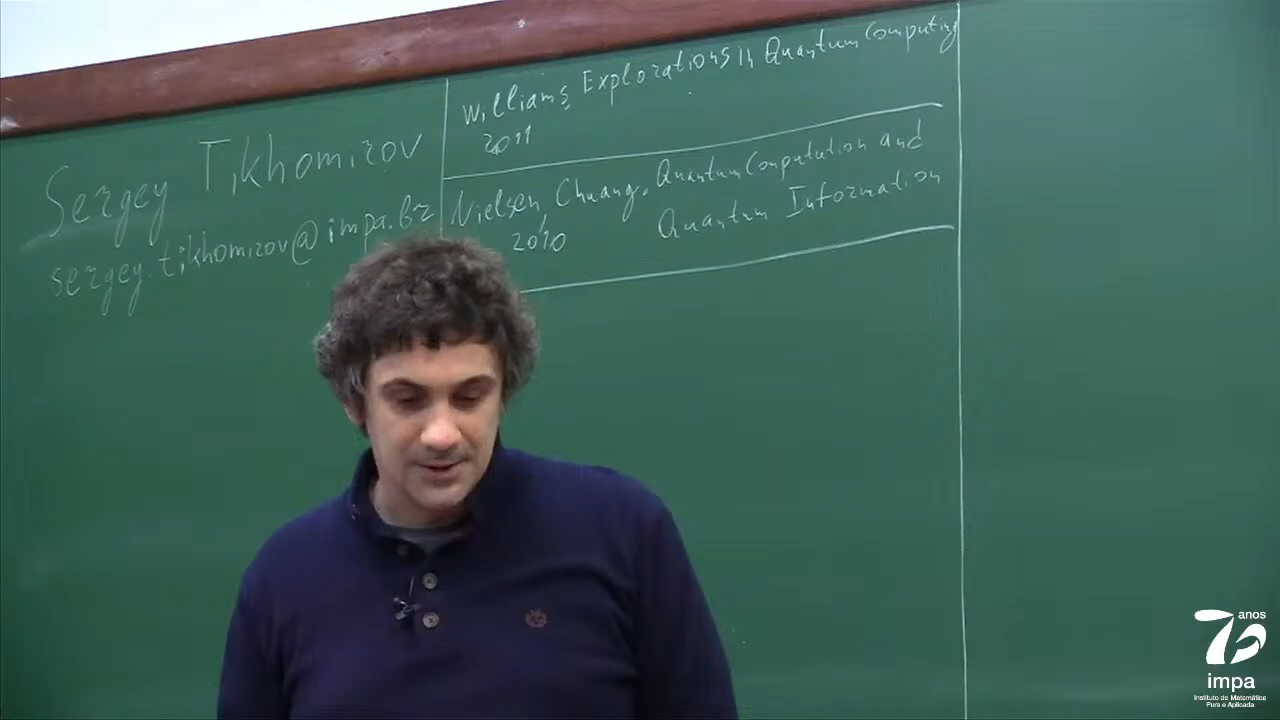 Sergey Tikhomirov
sergey.tikhomirov@impa.br
Williams, Explorations in Quantum Computing
2011
Nielsen, Chuang. Quantum Computation and
2010 Quantum Information
70 anos
impa
Instituto de Matemática
Pura e Aplicada